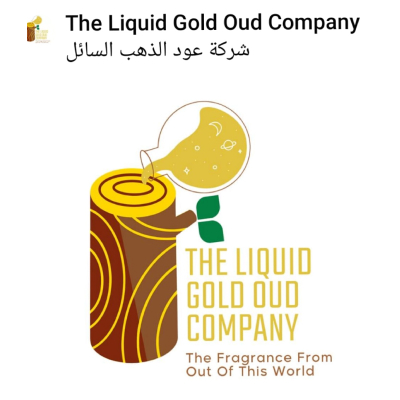 The Liquid Gold Oud Company
شركة عود الذهب السائل
THE LIQUID
GOLD OUD
COMPANY
The Fragrance From
Out Of This World